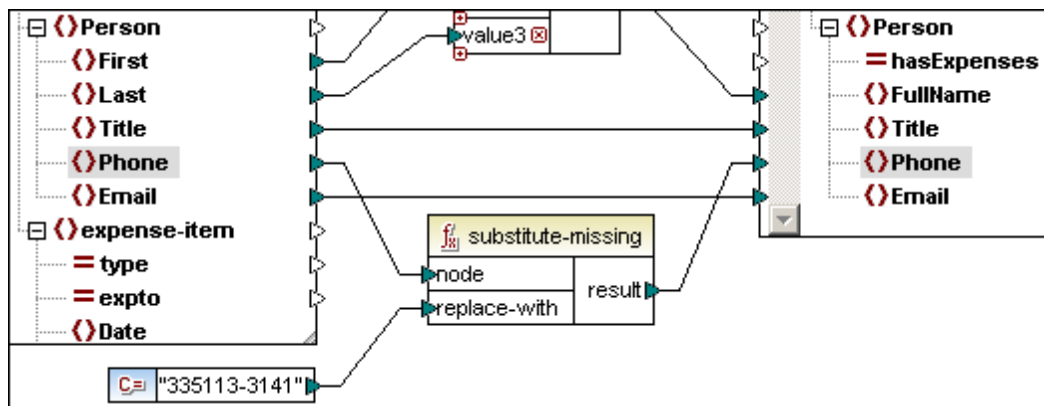 Person
First
Last
Title
Phone
Email
expense-item
type
expto
Date
value3
substitute-missing
node
replace-with
result
C= "335113-3141"
Person
hasExpenses
FullName
Title
Phone
Email